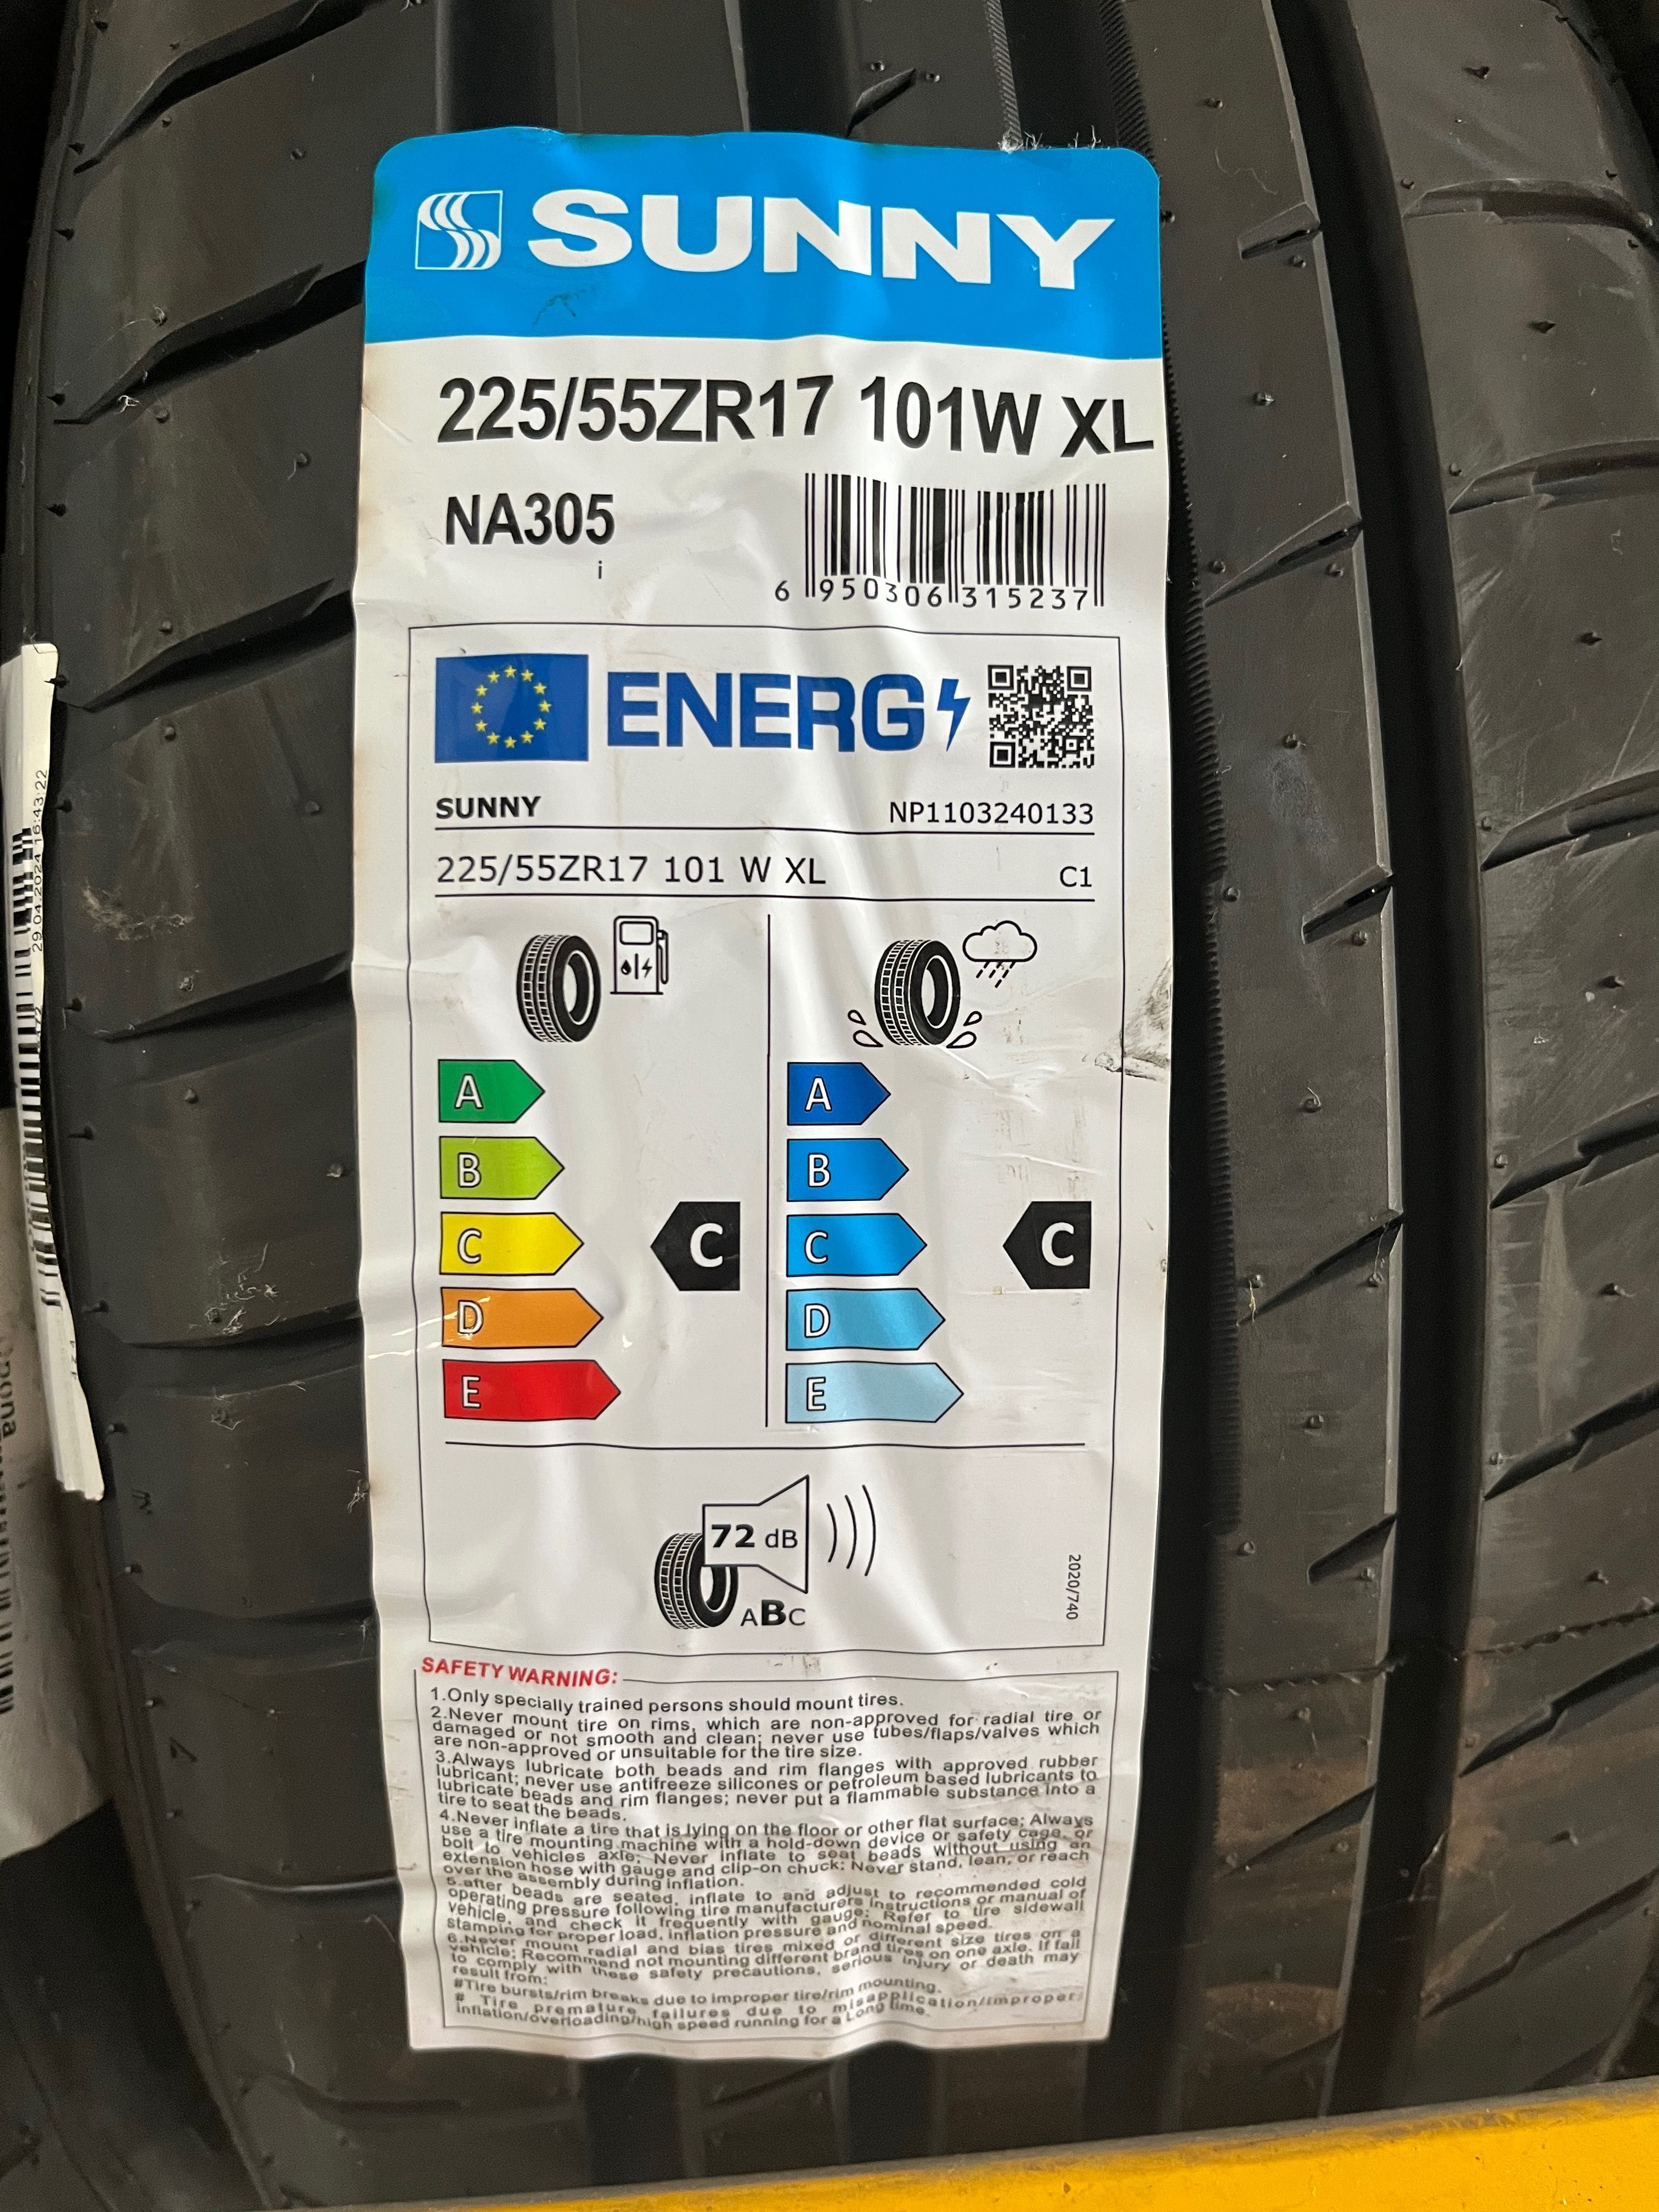 SUNNY
225/55ZR17 101W XL
NA305
i
6 950306 315237
ENERG
SUNNY NP1103240133
225/55ZR17 101 W XL C1
A A
B B
C C C C
D D
E E
72 dB
ABC
2020/740
SAFETY WARNING:
1.Only specially trained persons should mount tires.
2.Never mount tire on rims, which are non-approved for radial tire or
damaged or not smooth and clean; never use tubes/flaps/valves which
are non-approved or unsuitable for the tire size.
3.Always lubricate both beads and rim flanges with approved rubber
lubricant; never use antifreeze silicones or petroleum based lubricants to
lubricate beads and rim flanges; never put a flammable substance into a
tire to seat the beads.
4.Never inflate a tire that is lying on the floor or other flat surface; Always
use a tire mounting machine with a hold-down device or safety cage, or
bolt to vehicles axle; Never inflate to seat beads without using an
extension hose with gauge and clip-on chuck; Never stand, lean, or reach
over the assembly during inflation.
5.after beads are seated, inflate to and adjust to recommended cold
operating pressure following tire manufacturers instructions or manual of
vehicle, and check it frequently with gauge; Refer to tire sidewall
stamping for proper load, inflation pressure and nominal speed.
6.Never mount radial and bias tires mixed or different size tires on a
vehicle; Recommend not mounting different brand tires on one axle. If fail
to comply with these safety precautions, serious injury or death may
result from:
#Tire bursts/rim breaks due to improper tire/rim mounting.
# Tire premature failures due to misapplication/improper
inflation/overloading/high speed running for a Long time.
29.04.2024 16:43:22